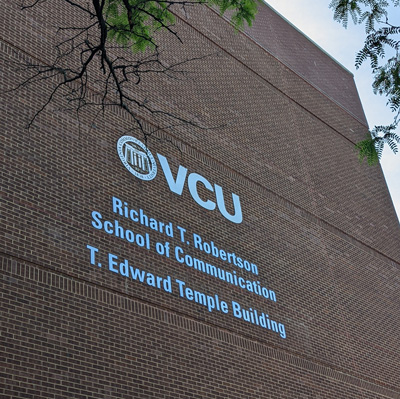 VCU
Richard T. Robertson
School of Communication
T. Edward Temple Building